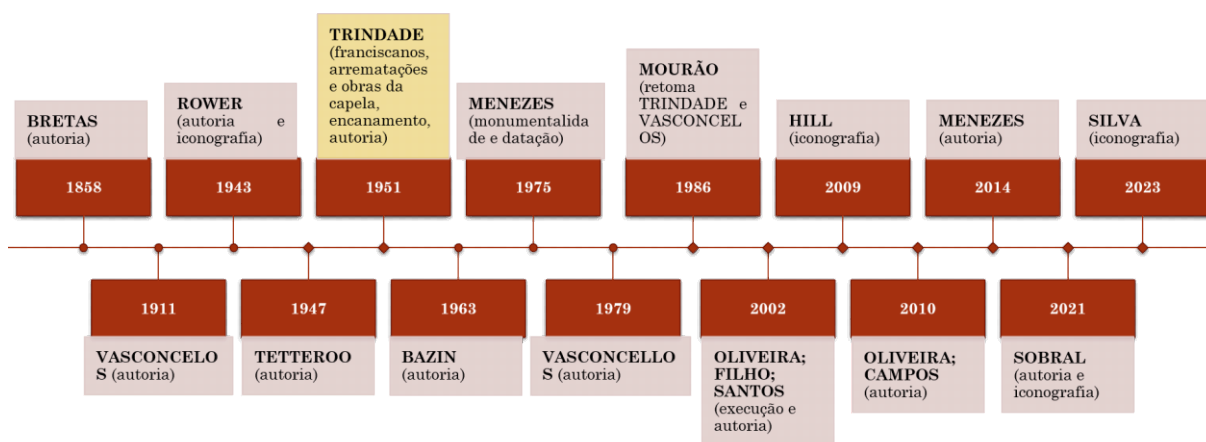 BRETAS
(autoria)
1858
ROWER
(autoria e
iconografia)
1943
TRINDADE
(franciscanos,
arrematações
e obras da
capela,
encanamento,
autoria)
1951
MENEZES
(monumentalida
de e datação)
1975
MOURÃO
(retoma
TRINDADE e
VASCONCEL
OS)
1986
HILL
(iconografia)
2009
MENEZES
(autoria)
2014
SILVA
(iconografia)
2023
1911
VASCONCELO
S (autoria)
1947
TETTEROO
(autoria)
1963
BAZIN
(autoria)
1979
VASCONCELLO
S (autoria)
2002
OLIVEIRA;
FILHO;
SANTOS
(execução e
autoria)
2010
OLIVEIRA;
CAMPOS
(autoria)
2021
SOBRAL
(autoria e
iconografia)